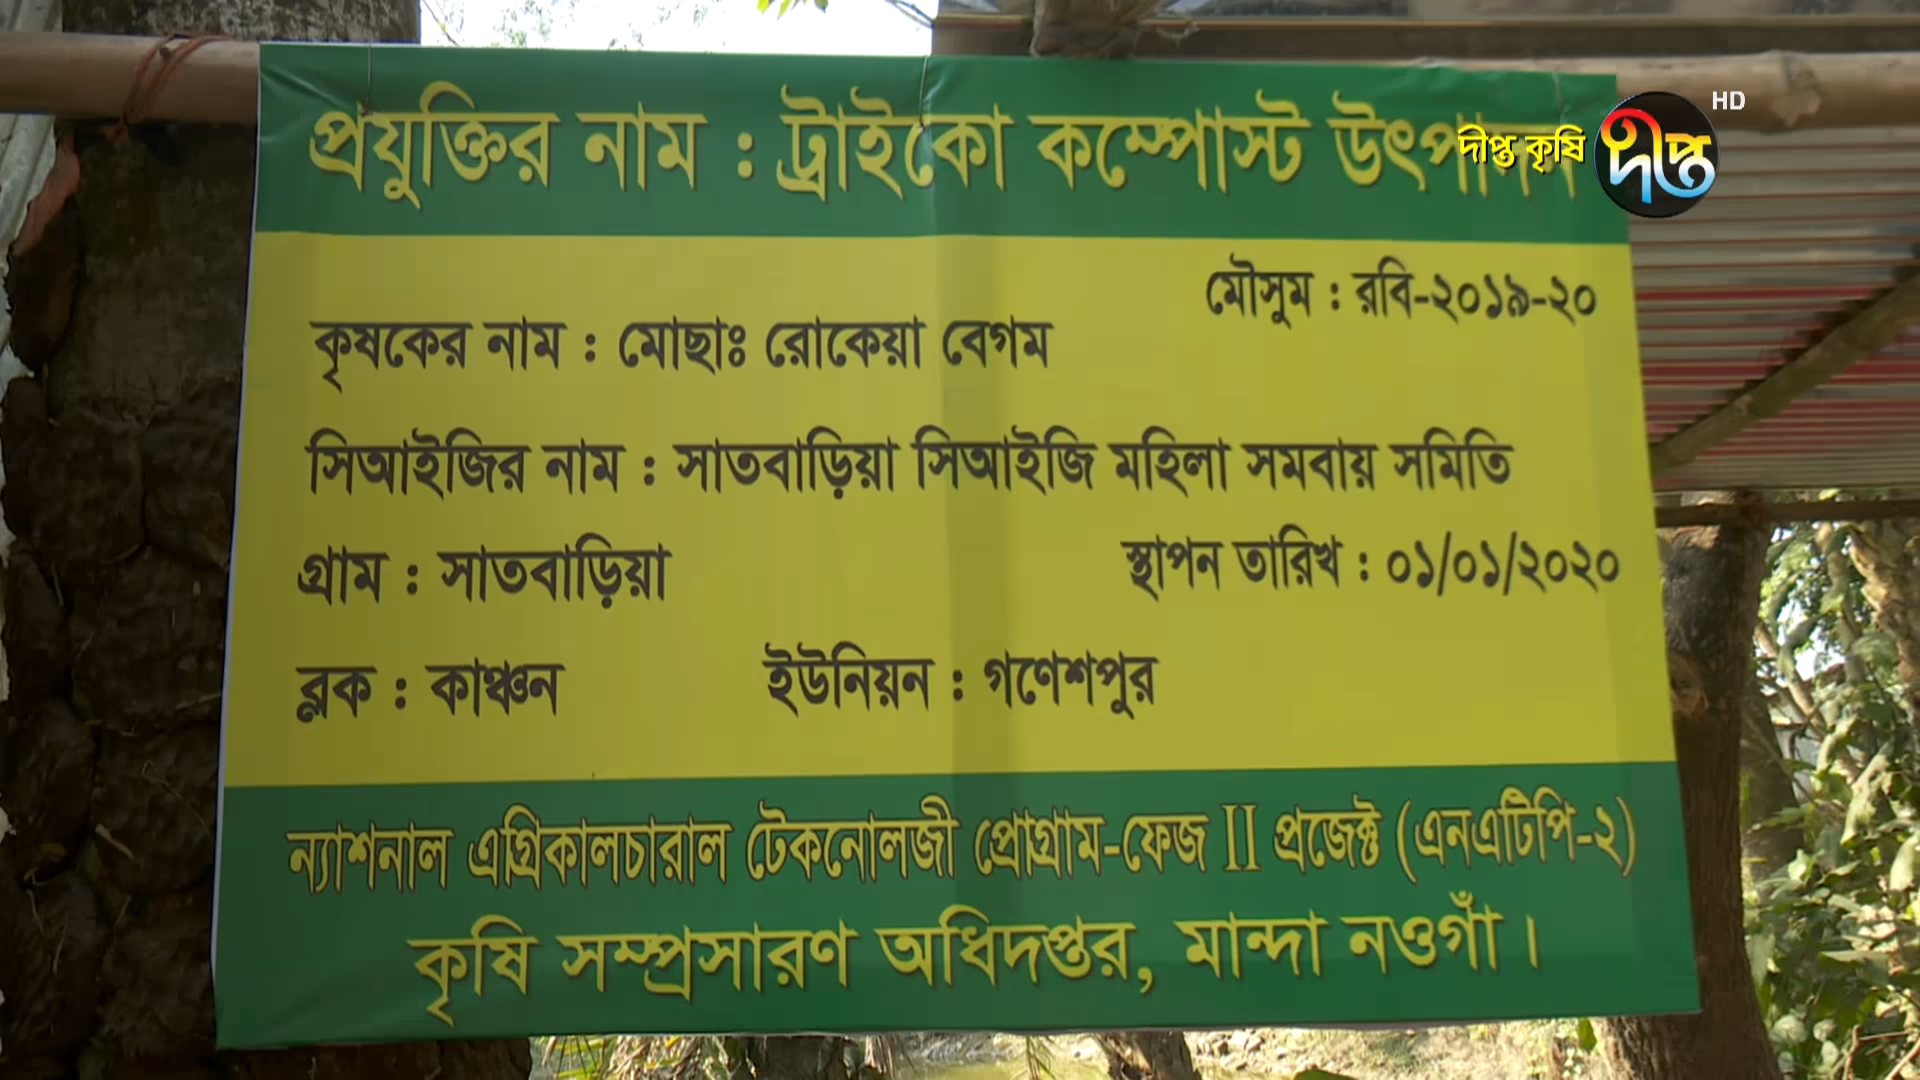 প্রযুক্তির নাম : ট্রাইকো কম্পোস্ট উৎপাদন
দীপ্ত কৃষি
দীপ্ত
HD
মৌসুম : রবি-২০১৯-২০
কৃষকের নাম : মোছাঃ রোকেয়া বেগম
সিআইজির নাম : সাতবাড়িয়া সিআইজি মহিলা সমবায় সমিতি
গ্রাম : সাতবাড়িয়া স্থাপন তারিখ : ০১/০১/২০২০
ব্লক : কাঞ্চন ইউনিয়ন : গণেশপুর
ন্যাশনাল এগ্রিকালচারাল টেকনোলজী প্রোগ্রাম-ফেজ II প্রজেক্ট (এনএটিপি-২)
কৃষি সম্প্রসারণ অধিদপ্তর, মান্দা নওগাঁ।